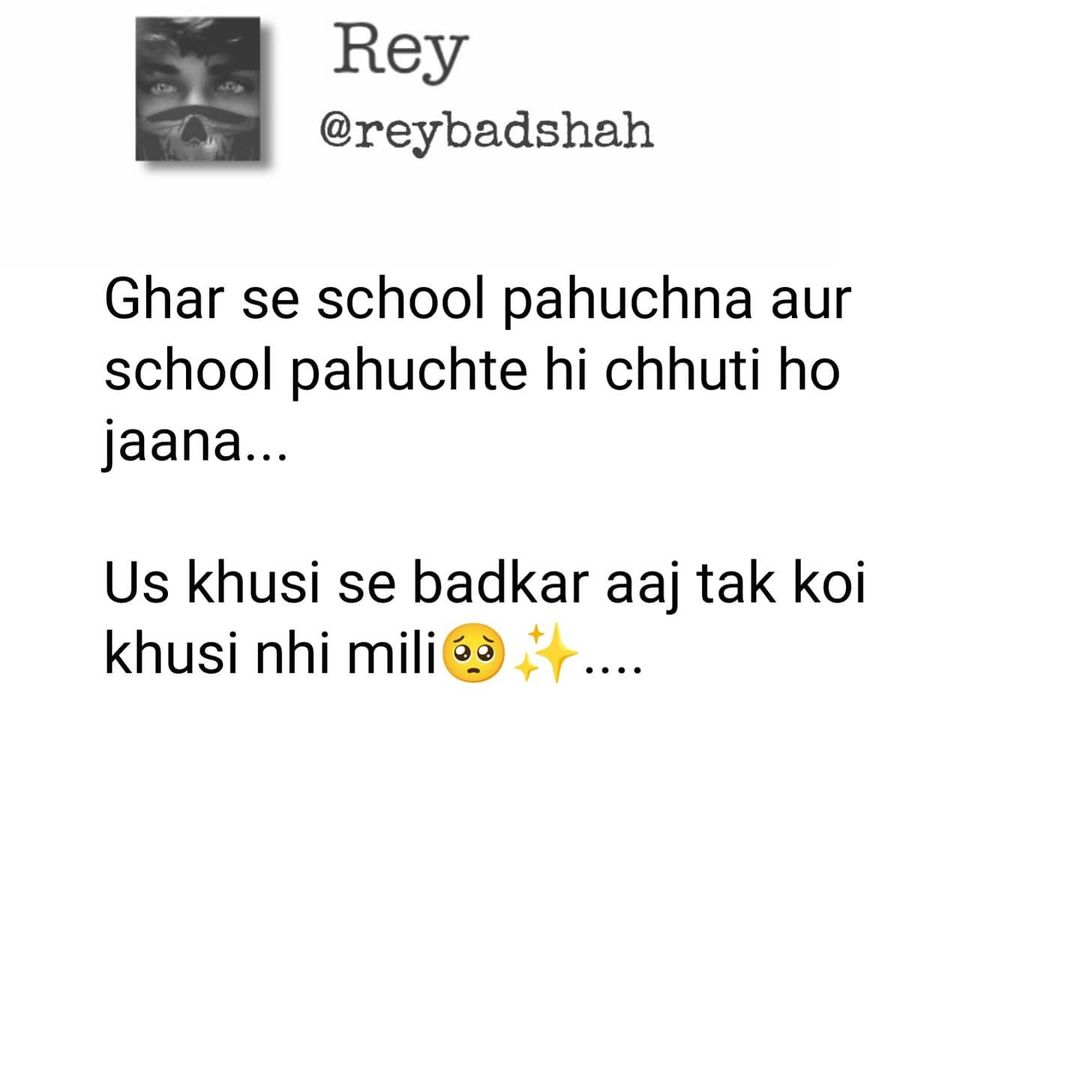 Rey
@reybadshah
Ghar se school pahuchna aur
school pahuchte hi chhuti ho
jaana...
Us khusi se badkar aaj tak koi
khusi nhi mili🥺✨....